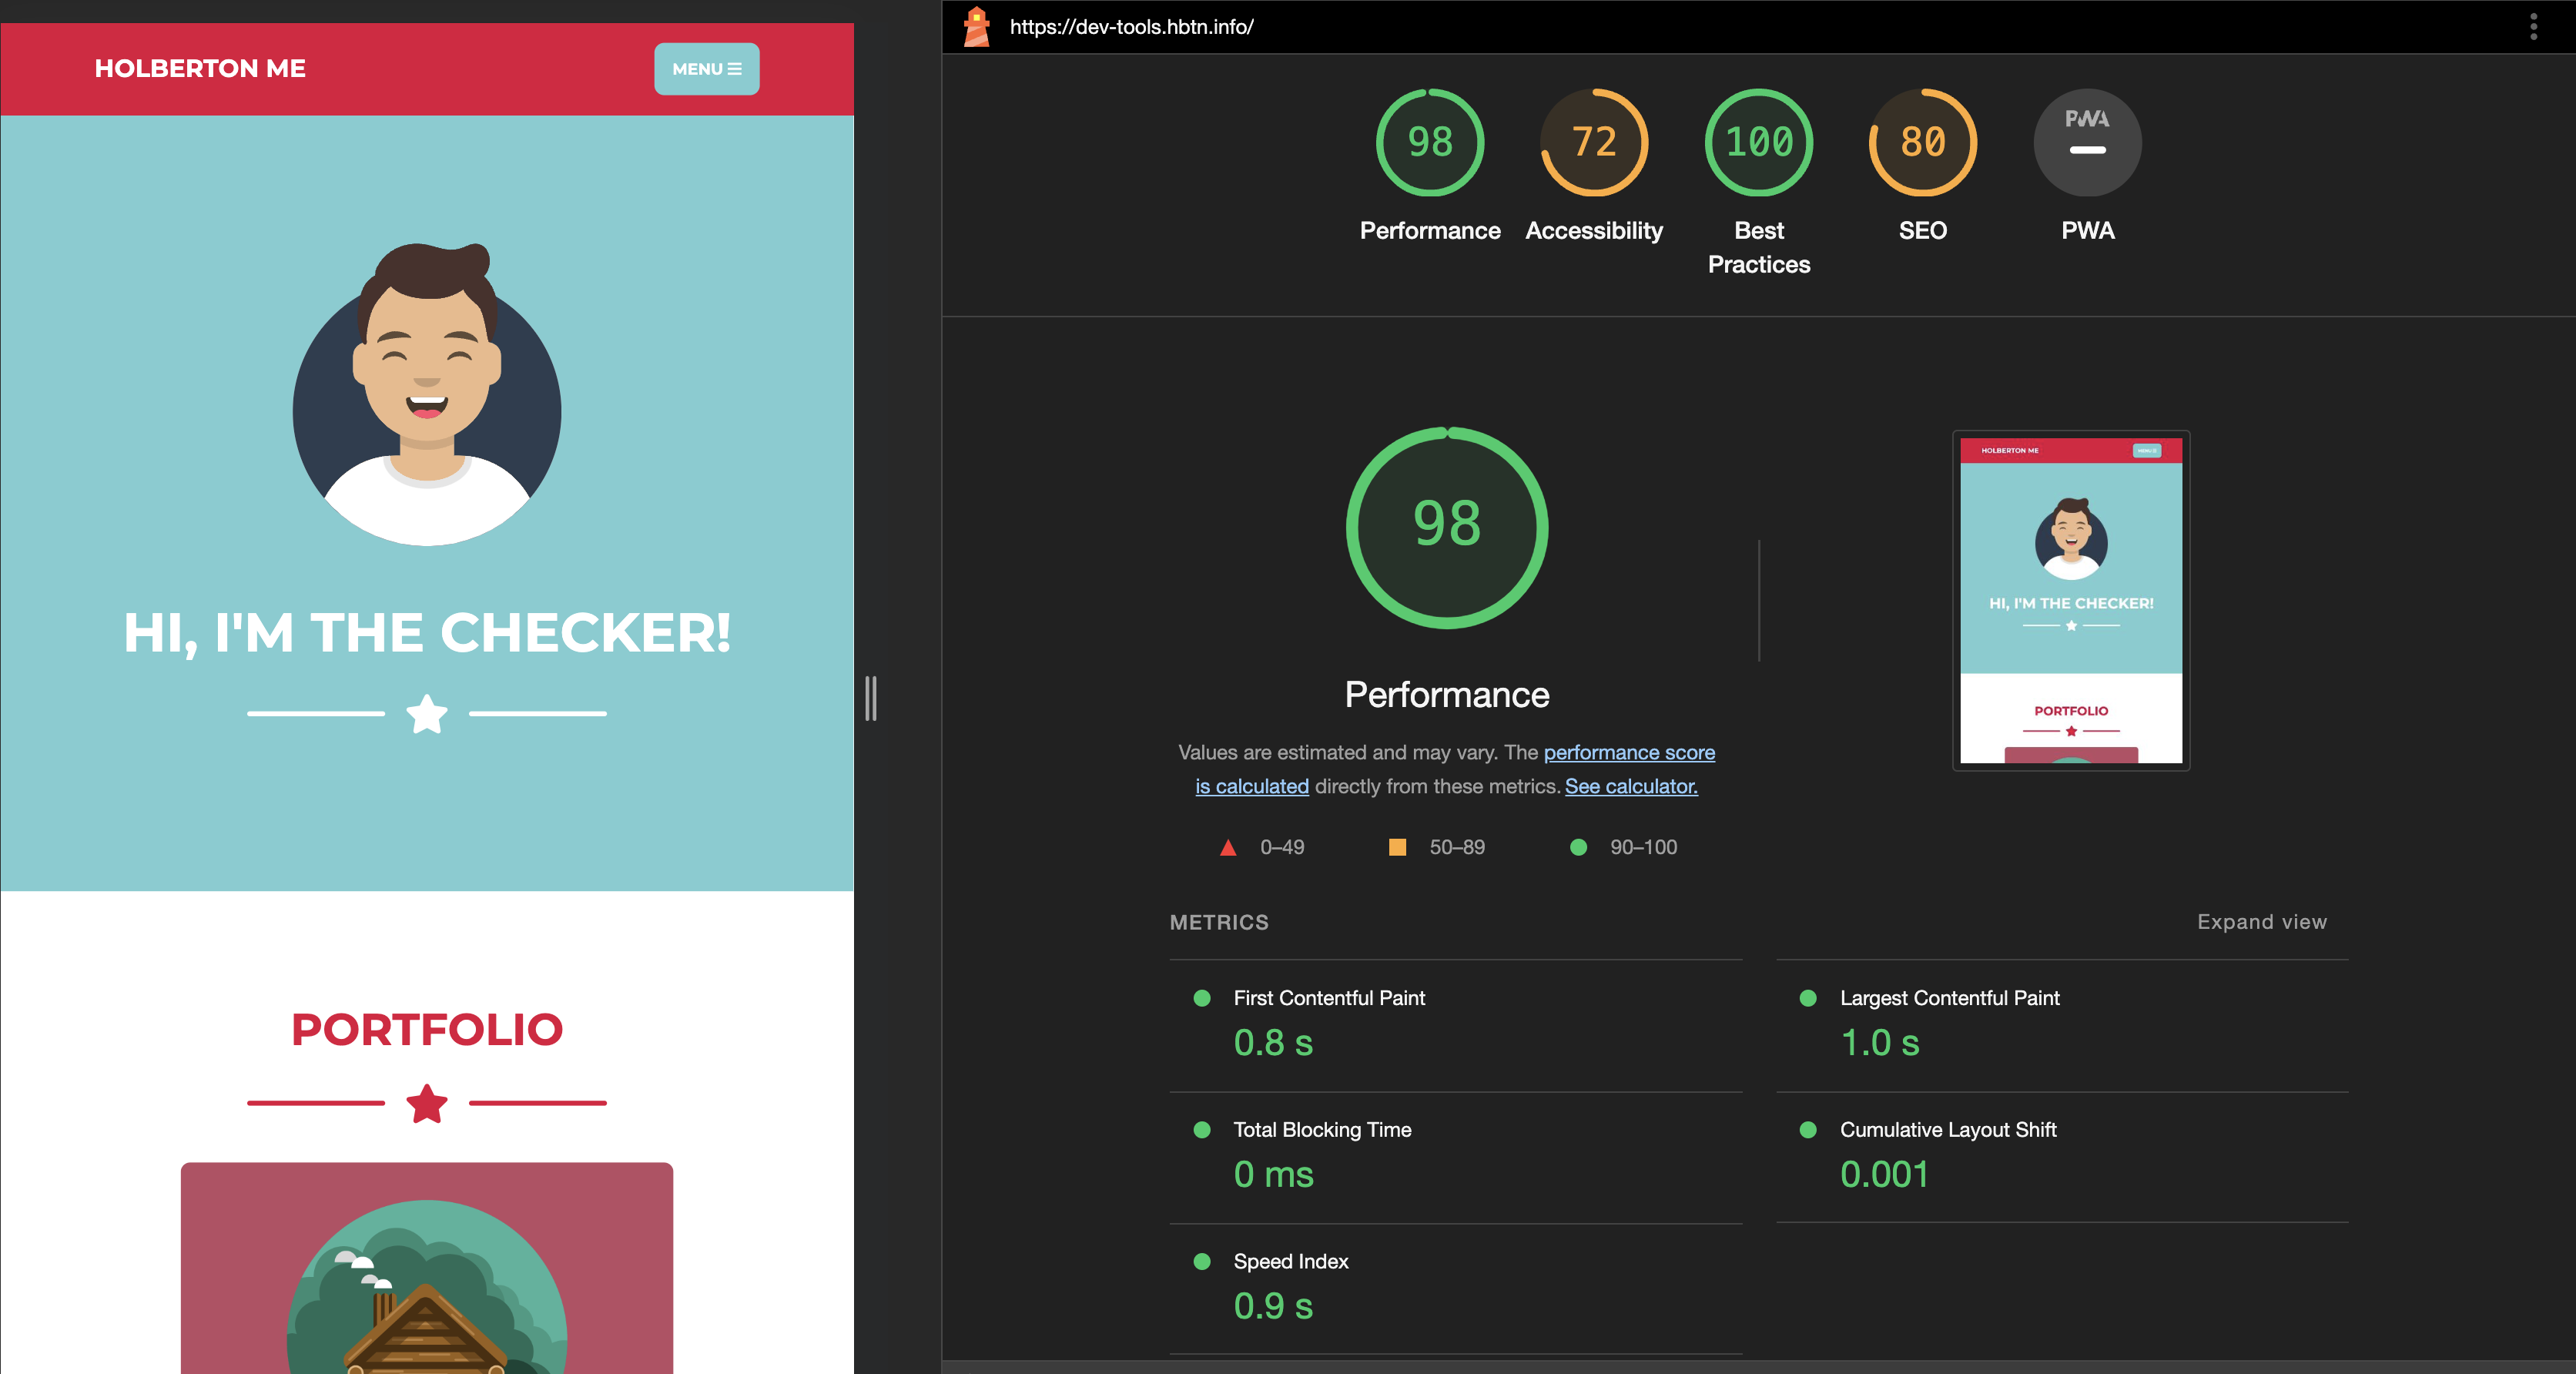 HOLBERTON ME
MENU
HI, I'M THE CHECKER!
PORTFOLIO
https://dev-tools.hbtn.info/
98
72
100
80
PWA
Performance
Accessibility
Best
Practices
SEO
PWA
98
Performance
Values are estimated and may vary. The performance score
is calculated directly from these metrics. See calculator.
0–49
50–89
90–100
HOLBERTON ME
MENU
HI, I'M THE CHECKER!
PORTFOLIO
METRICS
Expand view
First Contentful Paint
0.8 s
Largest Contentful Paint
1.0 s
Total Blocking Time
0 ms
Cumulative Layout Shift
0.001
Speed Index
0.9 s